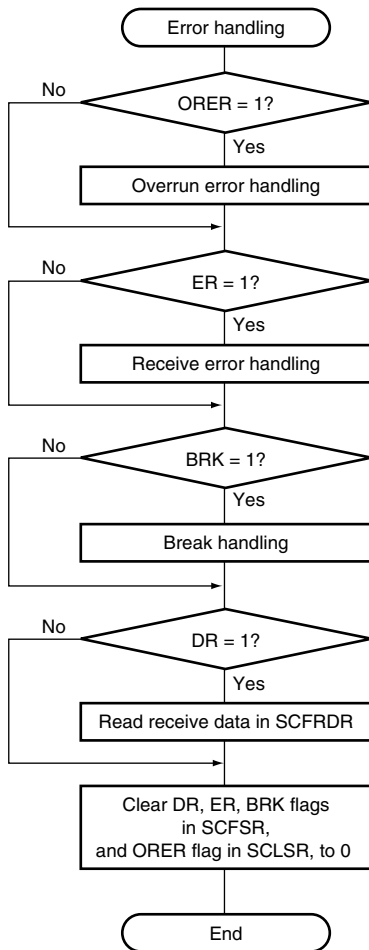 Error handling
No
ORER = 1?
Yes
Overrun error handling
No
ER = 1?
Yes
Receive error handling
No
BRK = 1?
Yes
Break handling
No
DR = 1?
Yes
Read receive data in SCFRDR
Clear DR, ER, BRK flags
in SCFSR,
and ORER flag in SCLSR, to 0
End